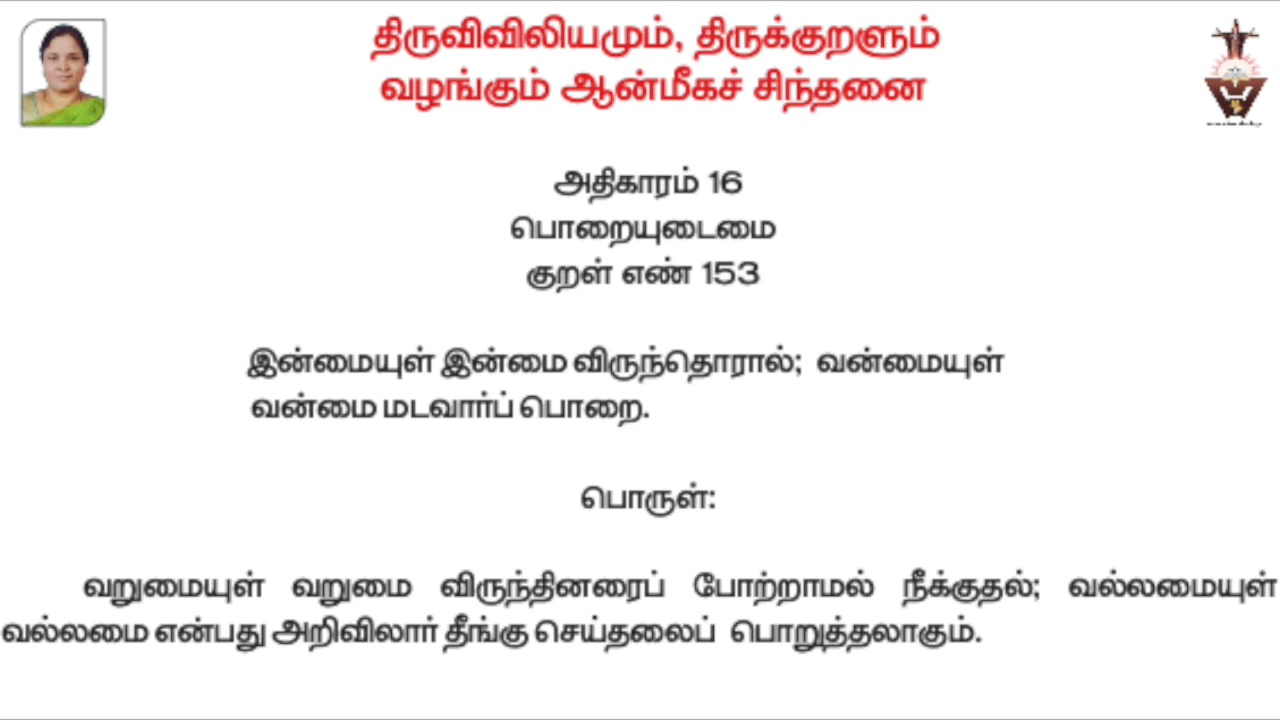 திருவிவிலியமும், திருக்குறளும்
வழங்கும் ஆன்மீகச் சிந்தனை
அதிகாரம் 16
பொறையுடைமை
குறள் எண் 153
இன்மையுள் இன்மை விருந்தொரால்; வன்மையுள்
வன்மை மடவார்ப் பொறை.
பொருள்:
வறுமையுள் வறுமை விருந்தினரைப் போற்றாமல் நீக்குதல்; வல்லமையுள்
வல்லமை என்பது அறிவிலார் தீங்கு செய்தலைப் பொறுத்தலாகும்.